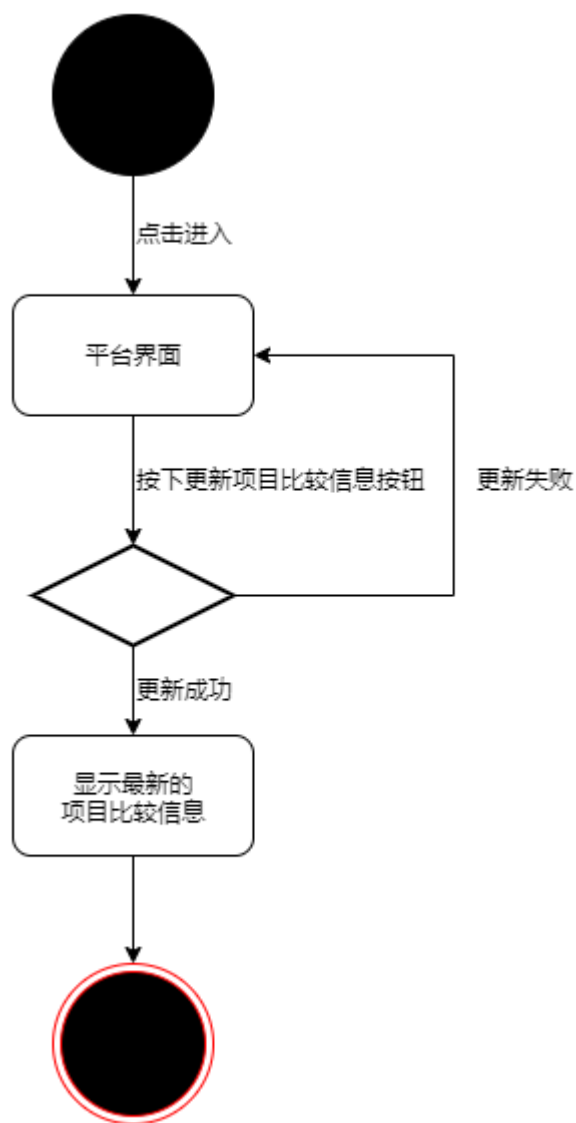 点击进入
平台界面
按下更新项目比较信息按钮
更新失败
更新成功
显示最新的
项目比较信息